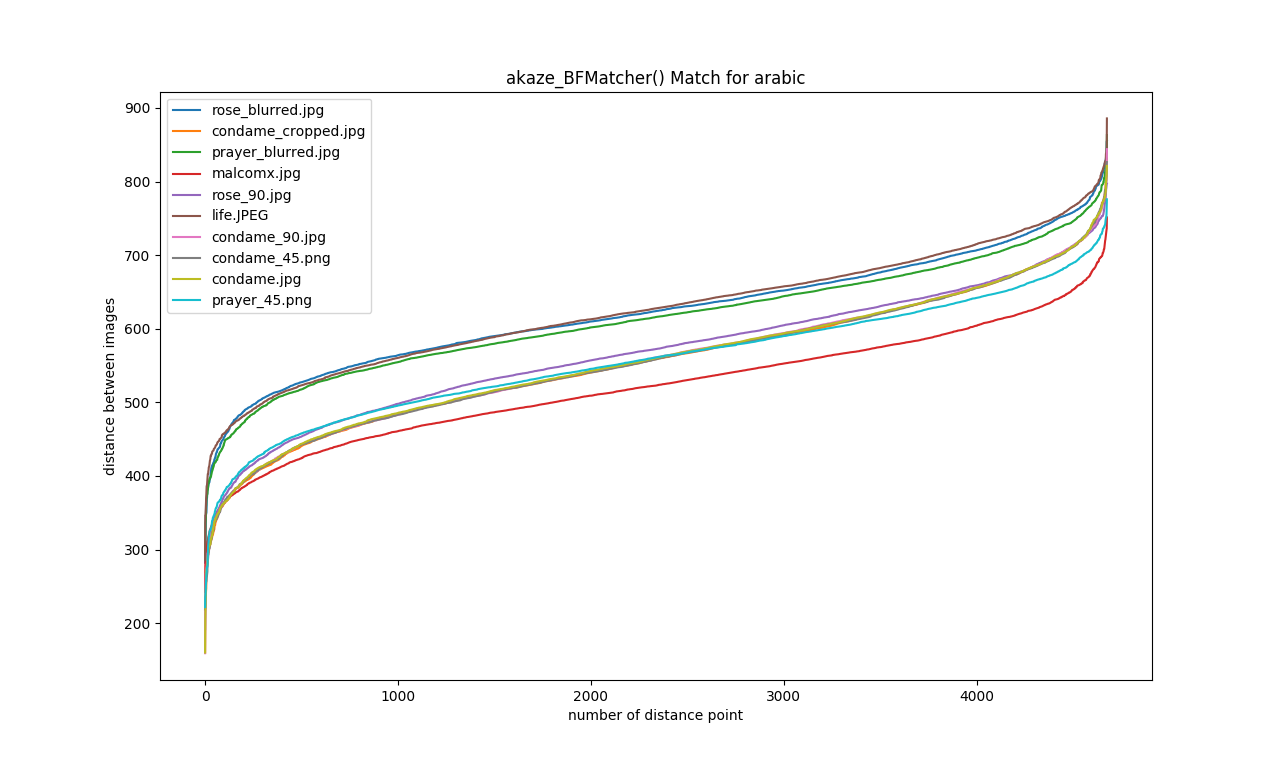 akaze_BFMatcher() Match for arabic
900
800
700
600
500
400
300
200
distance between images
rose_blurred.jpg
condame_cropped.jpg
prayer_blurred.jpg
malcomx.jpg
rose_90.jpg
life.JPEG
condame_90.jpg
condame_45.png
condame.jpg
prayer_45.png
0 1000 2000 3000 4000
number of distance point